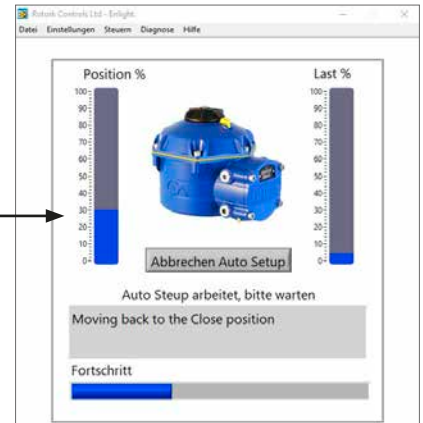 Rotork Controls Ltd - Enlight.
Datei Einstellungen Steuern Diagnose Hilfe
Position % Last %
100 100
90 90
80 80
70 70
60 60
50 50
40 40
30 30
20 20
10 10
0 0
Abbrechen Auto Setup
Auto Steup arbeitet, bitte warten
Moving back to the Close position
Fortschritt